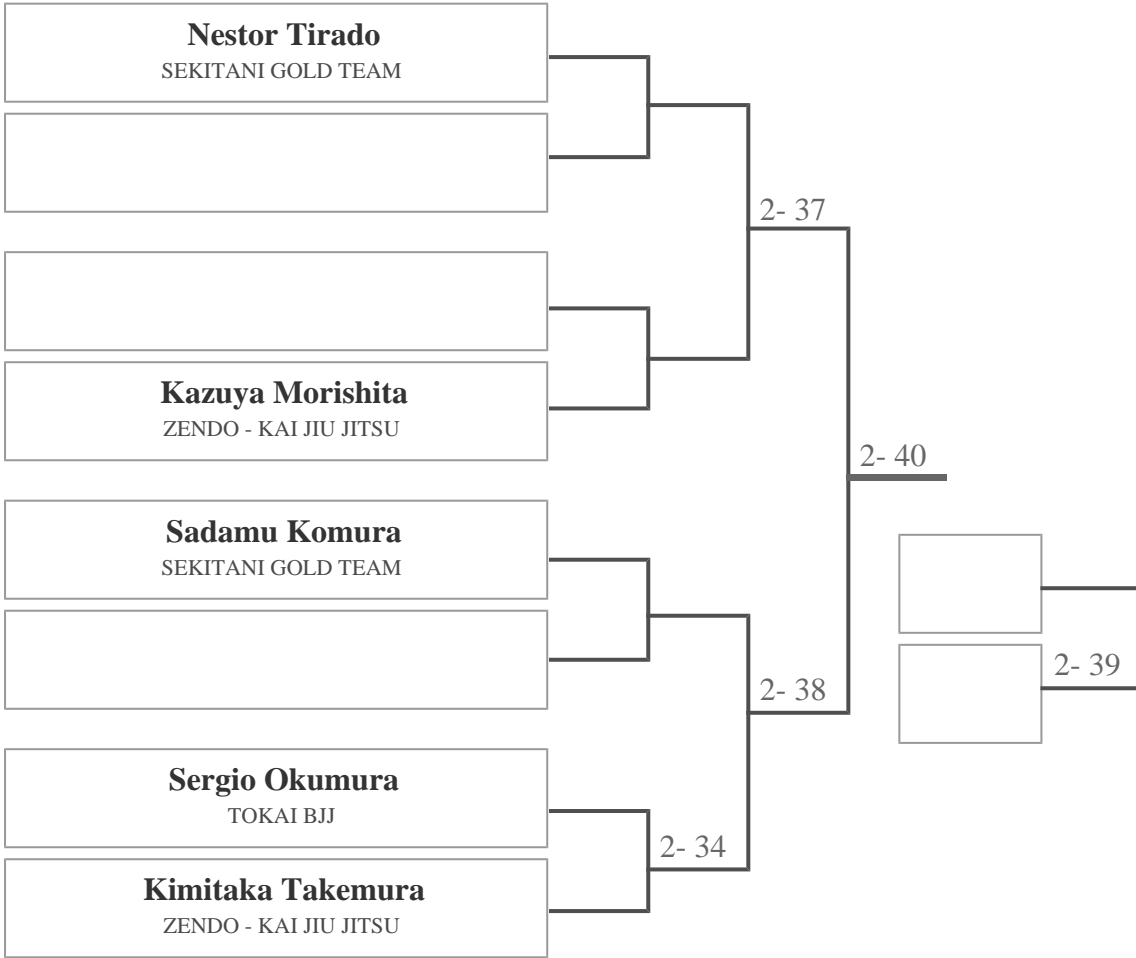 Nestor Tirado
SEKITANI GOLD TEAM
2- 37
Kazuya Morishita
ZENDO - KAI JIU JITSU
2- 40
Sadamu Komura
SEKITANI GOLD TEAM
2- 39
2- 38
Sergio Okumura
TOKAI BJJ
2- 34
Kimitaka Takemura
ZENDO - KAI JIU JITSU